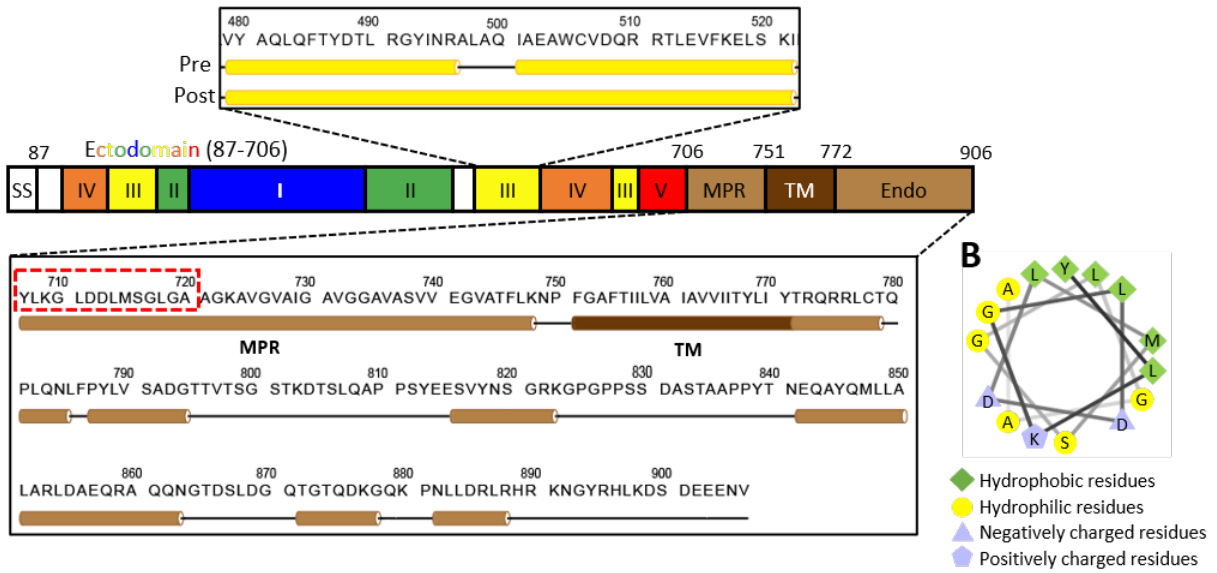 480 490 500 510 520
VY AQLQFTYDTL RGYINRALAQ IAEAWCVDQR RTLEVFKELS KI
Pre
Post
87 Ectodomain (87-706) 706 751 772 906
SS IV III II I II III IV III V MPR TM Endo
710 720 730 740 750 760 770 780
YLKG LDDLMSGLGA AGKAVGVAIG AVGGAVASVV EGVATFLKNP FGAFTIILVA IAVVIITYLI YTRQRRLCTQ
MPR TM
790 800 810 820 830 840 850
PLQNLFPYLV SADGTTVTSG STKDTSLQAP PSYEESVYNS GRKGPGPPSS DASTAAPPYT NEQAYQMLLA
860 870 880 890 900
LARLDAEQRA QQNGTDSLDG QTGTQDKGQK PNLLDRLRHR KNGYRHLKDS DEEENV
B
L Y L L A G G M L D G A K S D
Hydrophobic residues
Hydrophilic residues
Negatively charged residues
Positively charged residues